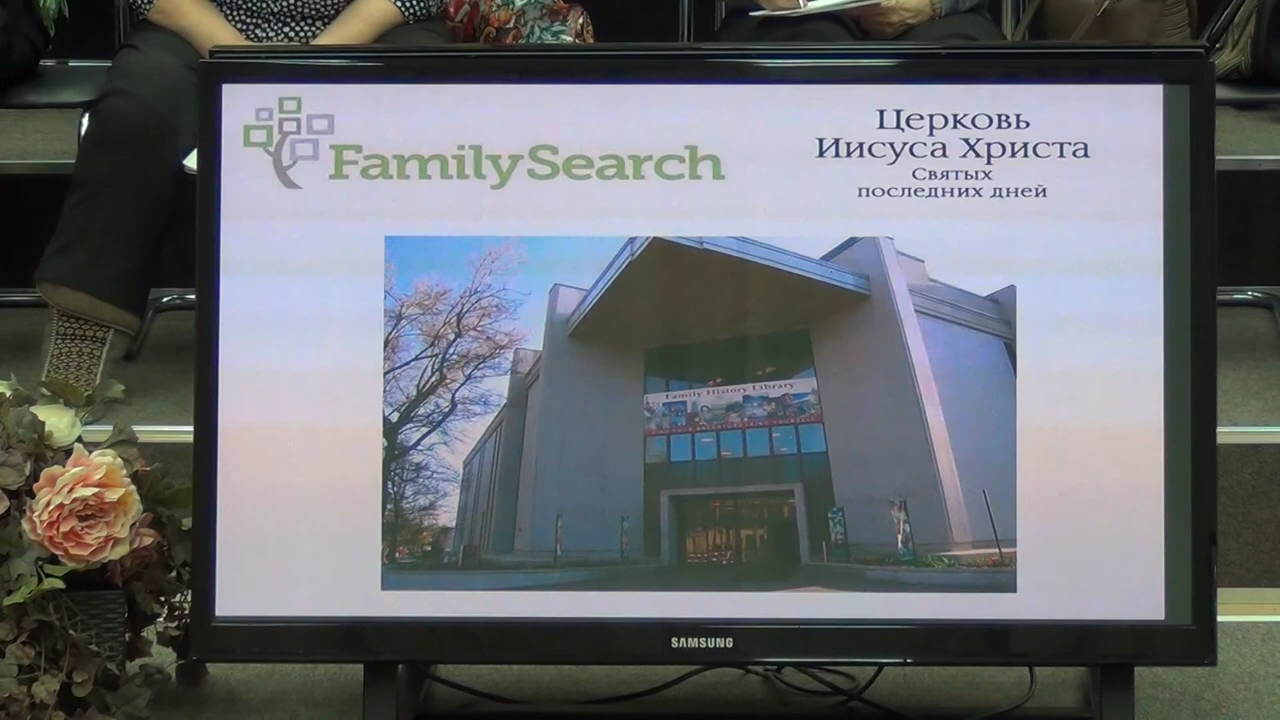 FamilySearch
Церковь
Иисуса Христа
Святых
последних дней
Family History Library
SAMSUNG